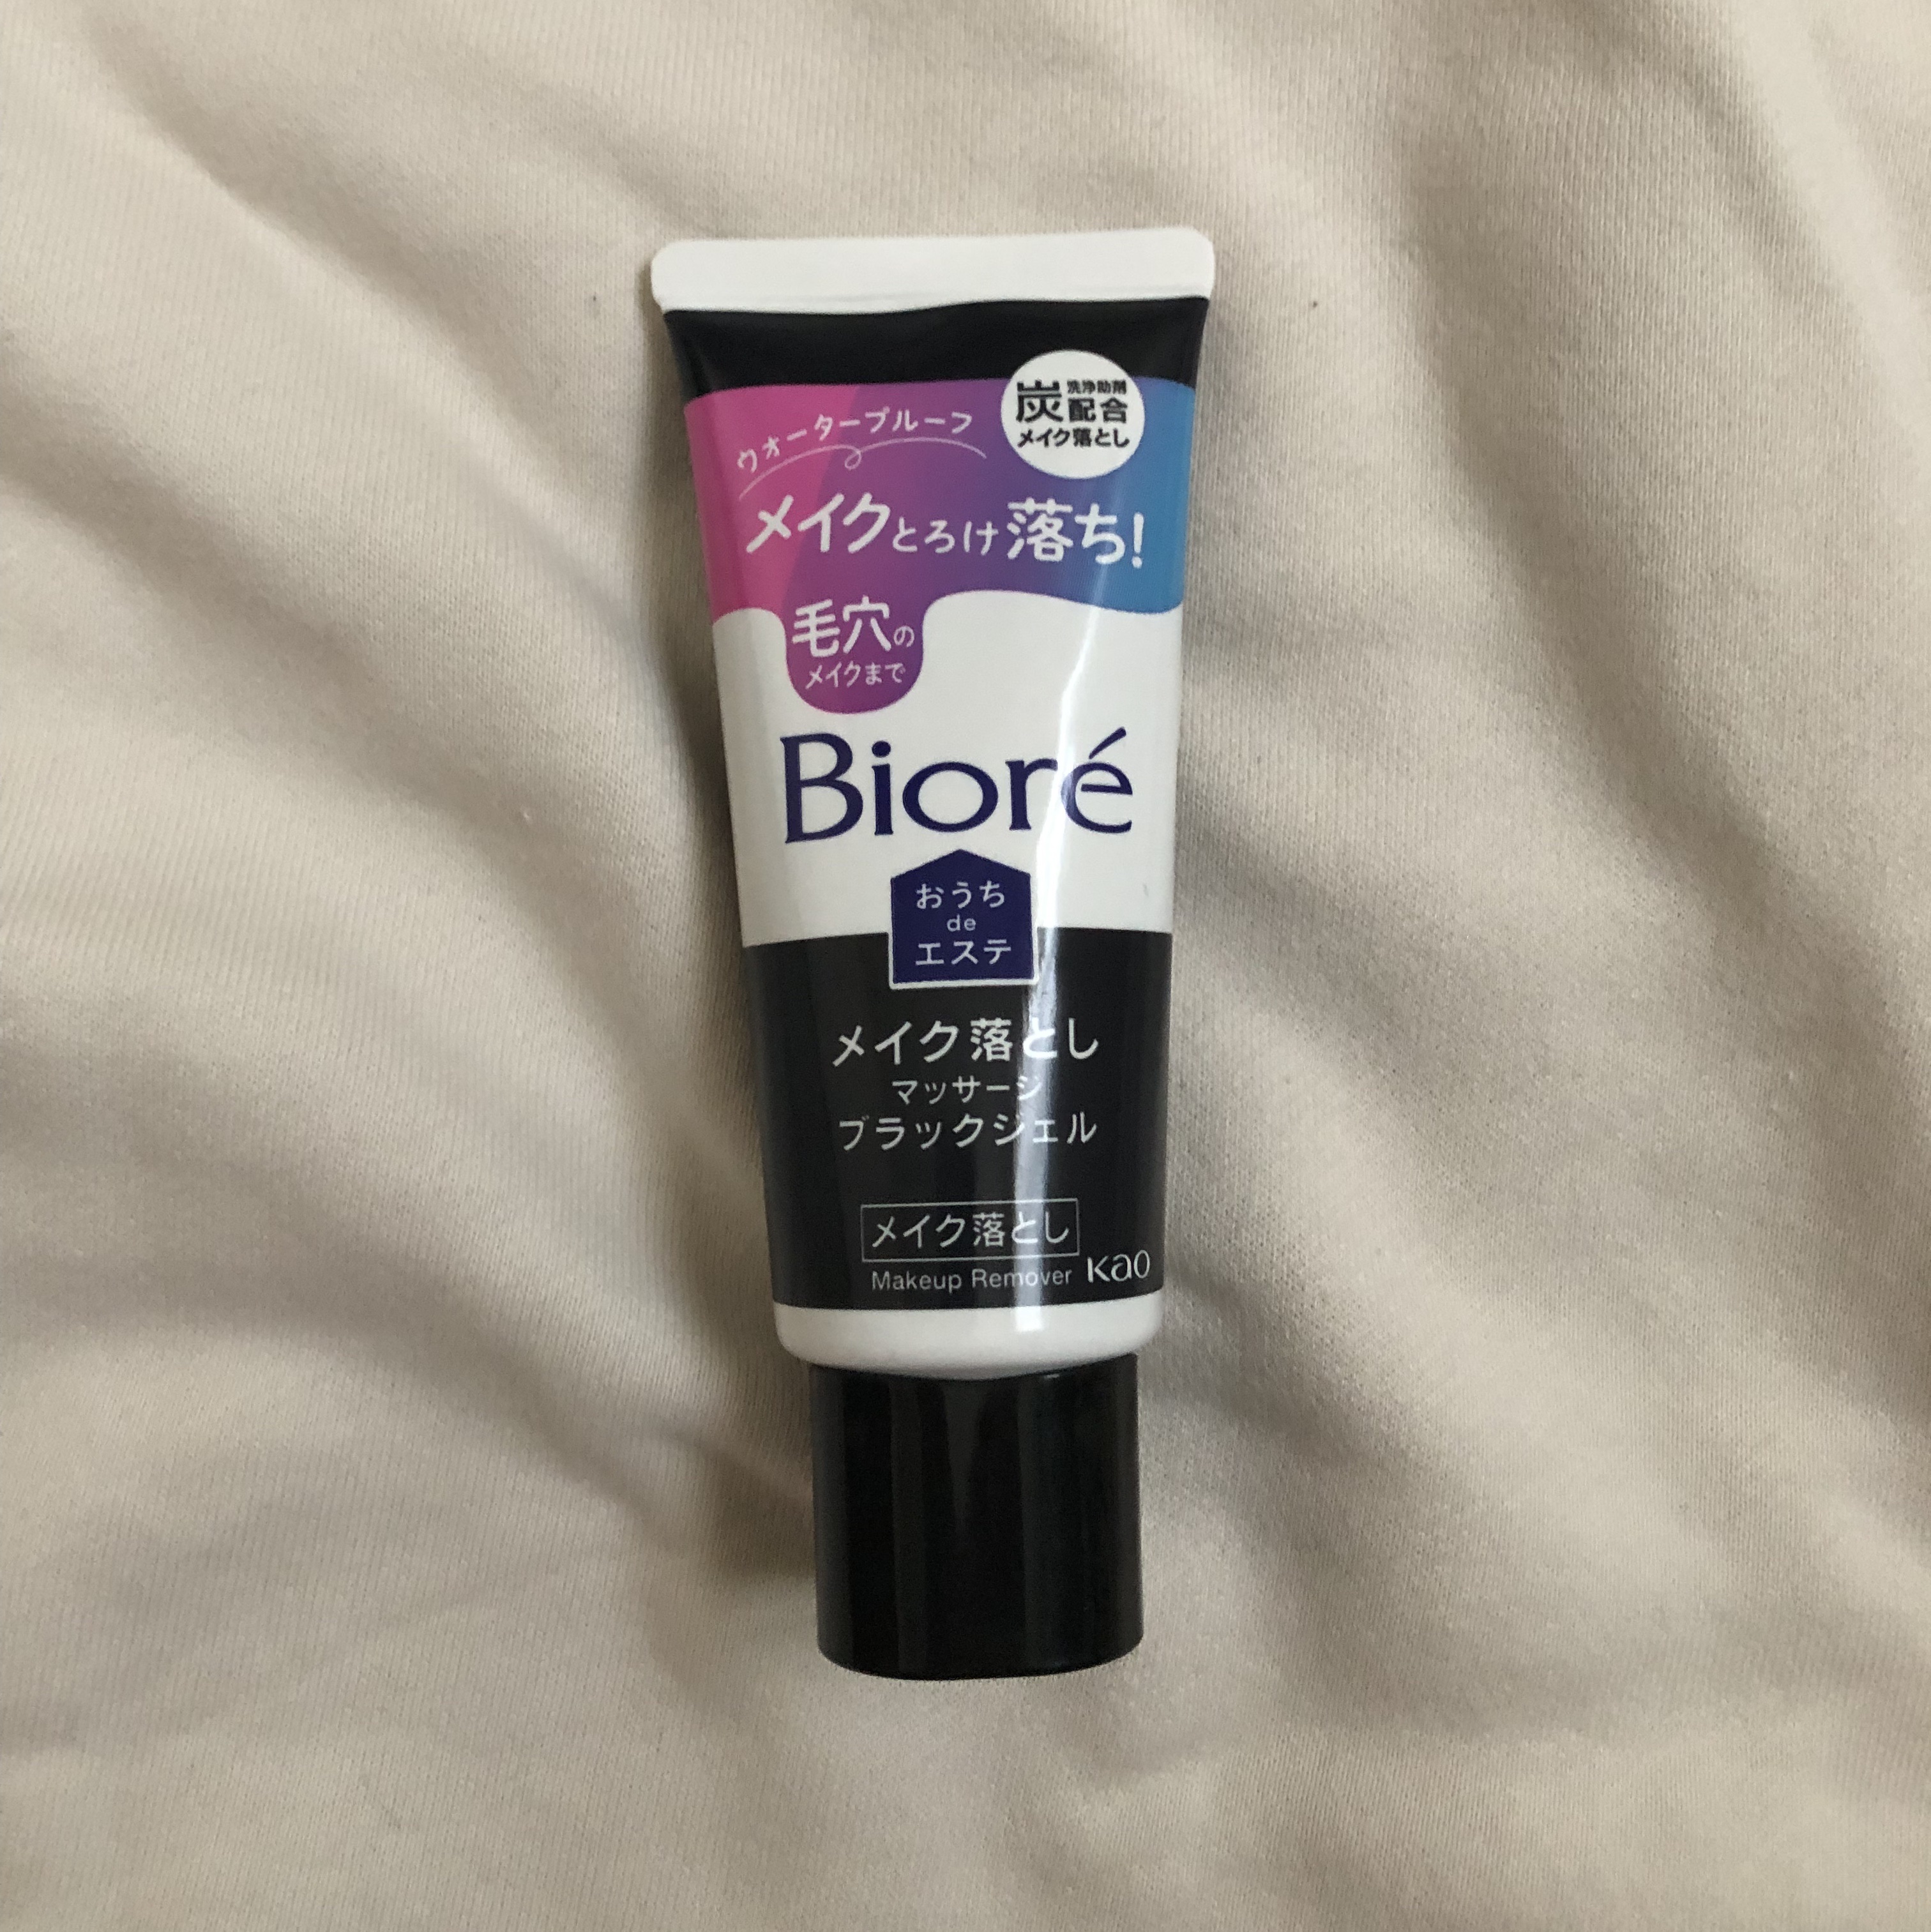 炭 洗浄助剤
配合
メイク落とし
ウォータープルーフ
メイクとろけ落ち!
毛穴の
メイクまで
Bioré
おうち
de
エステ
メイク落とし
マッサージ
ブラックジェル
メイク落とし
Makeup Remover
Kao